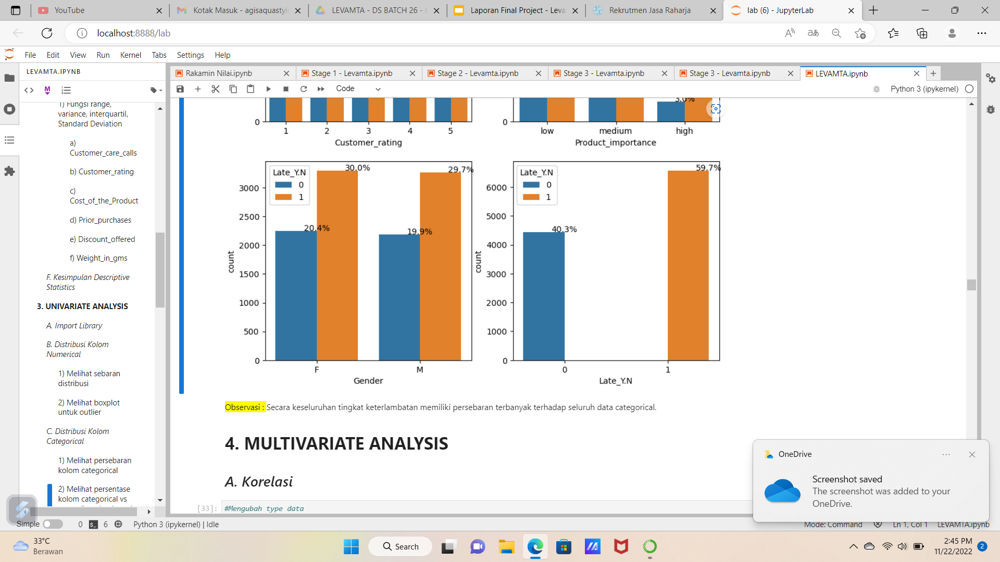 YouTube
Kotak Masuk - agisaquastyl
LEVAMTA - DS BATCH 26 -
Laporan Final Project - Leva
Rekrutmen Jasa Raharja
lab (6) - JupyterLab
localhost:8888/lab
File Edit View Run Kernel Tabs Settings Help
LEVAMTA.IPYNB
Rakamin Nilai.ipynb
Stage 1 - Levamta.ipynb
Stage 2 - Levamta.ipynb
Stage 3 - Levamta.ipynb
Stage 3 - Levamta.ipynb
LEVAMTA.ipynb
Code
Python 3 (ipykernel)
1) Fungsi range,
variance, interquartil,
Standard Deviation
a)
Customer_care_calls
b) Customer_rating
c)
Cost_of_the_Product
d) Prior_purchases
e) Discount_offered
f) Weight_in_gms
F. Kesimpulan Descriptive
Statistics
3. UNIVARIATE ANALYSIS
A. Import Library
B. Distribusi Kolom
Numerical
1) Melihat sebaran
distribusi
2) Melihat boxplot
untuk outlier
C. Distribusi Kolom
Categorical
1) Melihat persebaran
kolom categorical
2) Melihat persentase
kolom categorical vs
0
1 2 3 4 5
Customer_rating
3.0%
0
low medium high
Product_importance
Late_Y.N
0
1
30.0%
29.7%
20.4%
19.9%
3000
2500
2000
1500
1000
500
0
count
F M
Gender
Late_Y.N
0
1
59.7%
40.3%
6000
5000
4000
3000
2000
1000
0
count
0 1
Late_Y.N
Observasi : Secara keseluruhan tingkat keterlambatan memiliki persebaran terbanyak terhadap seluruh data categorical.
4. MULTIVARIATE ANALYSIS
A. Korelasi
[33]: #Mengubah type data
OneDrive
Screenshot saved
The screenshot was added to your
OneDrive.
Simple 0 6 Python 3 (ipykernel) | Idle
Mode: Command Ln 1, Col 1 LEVAMTA.ipynb
33°C
Berawan
Search
2:45 PM
11/22/2022
2